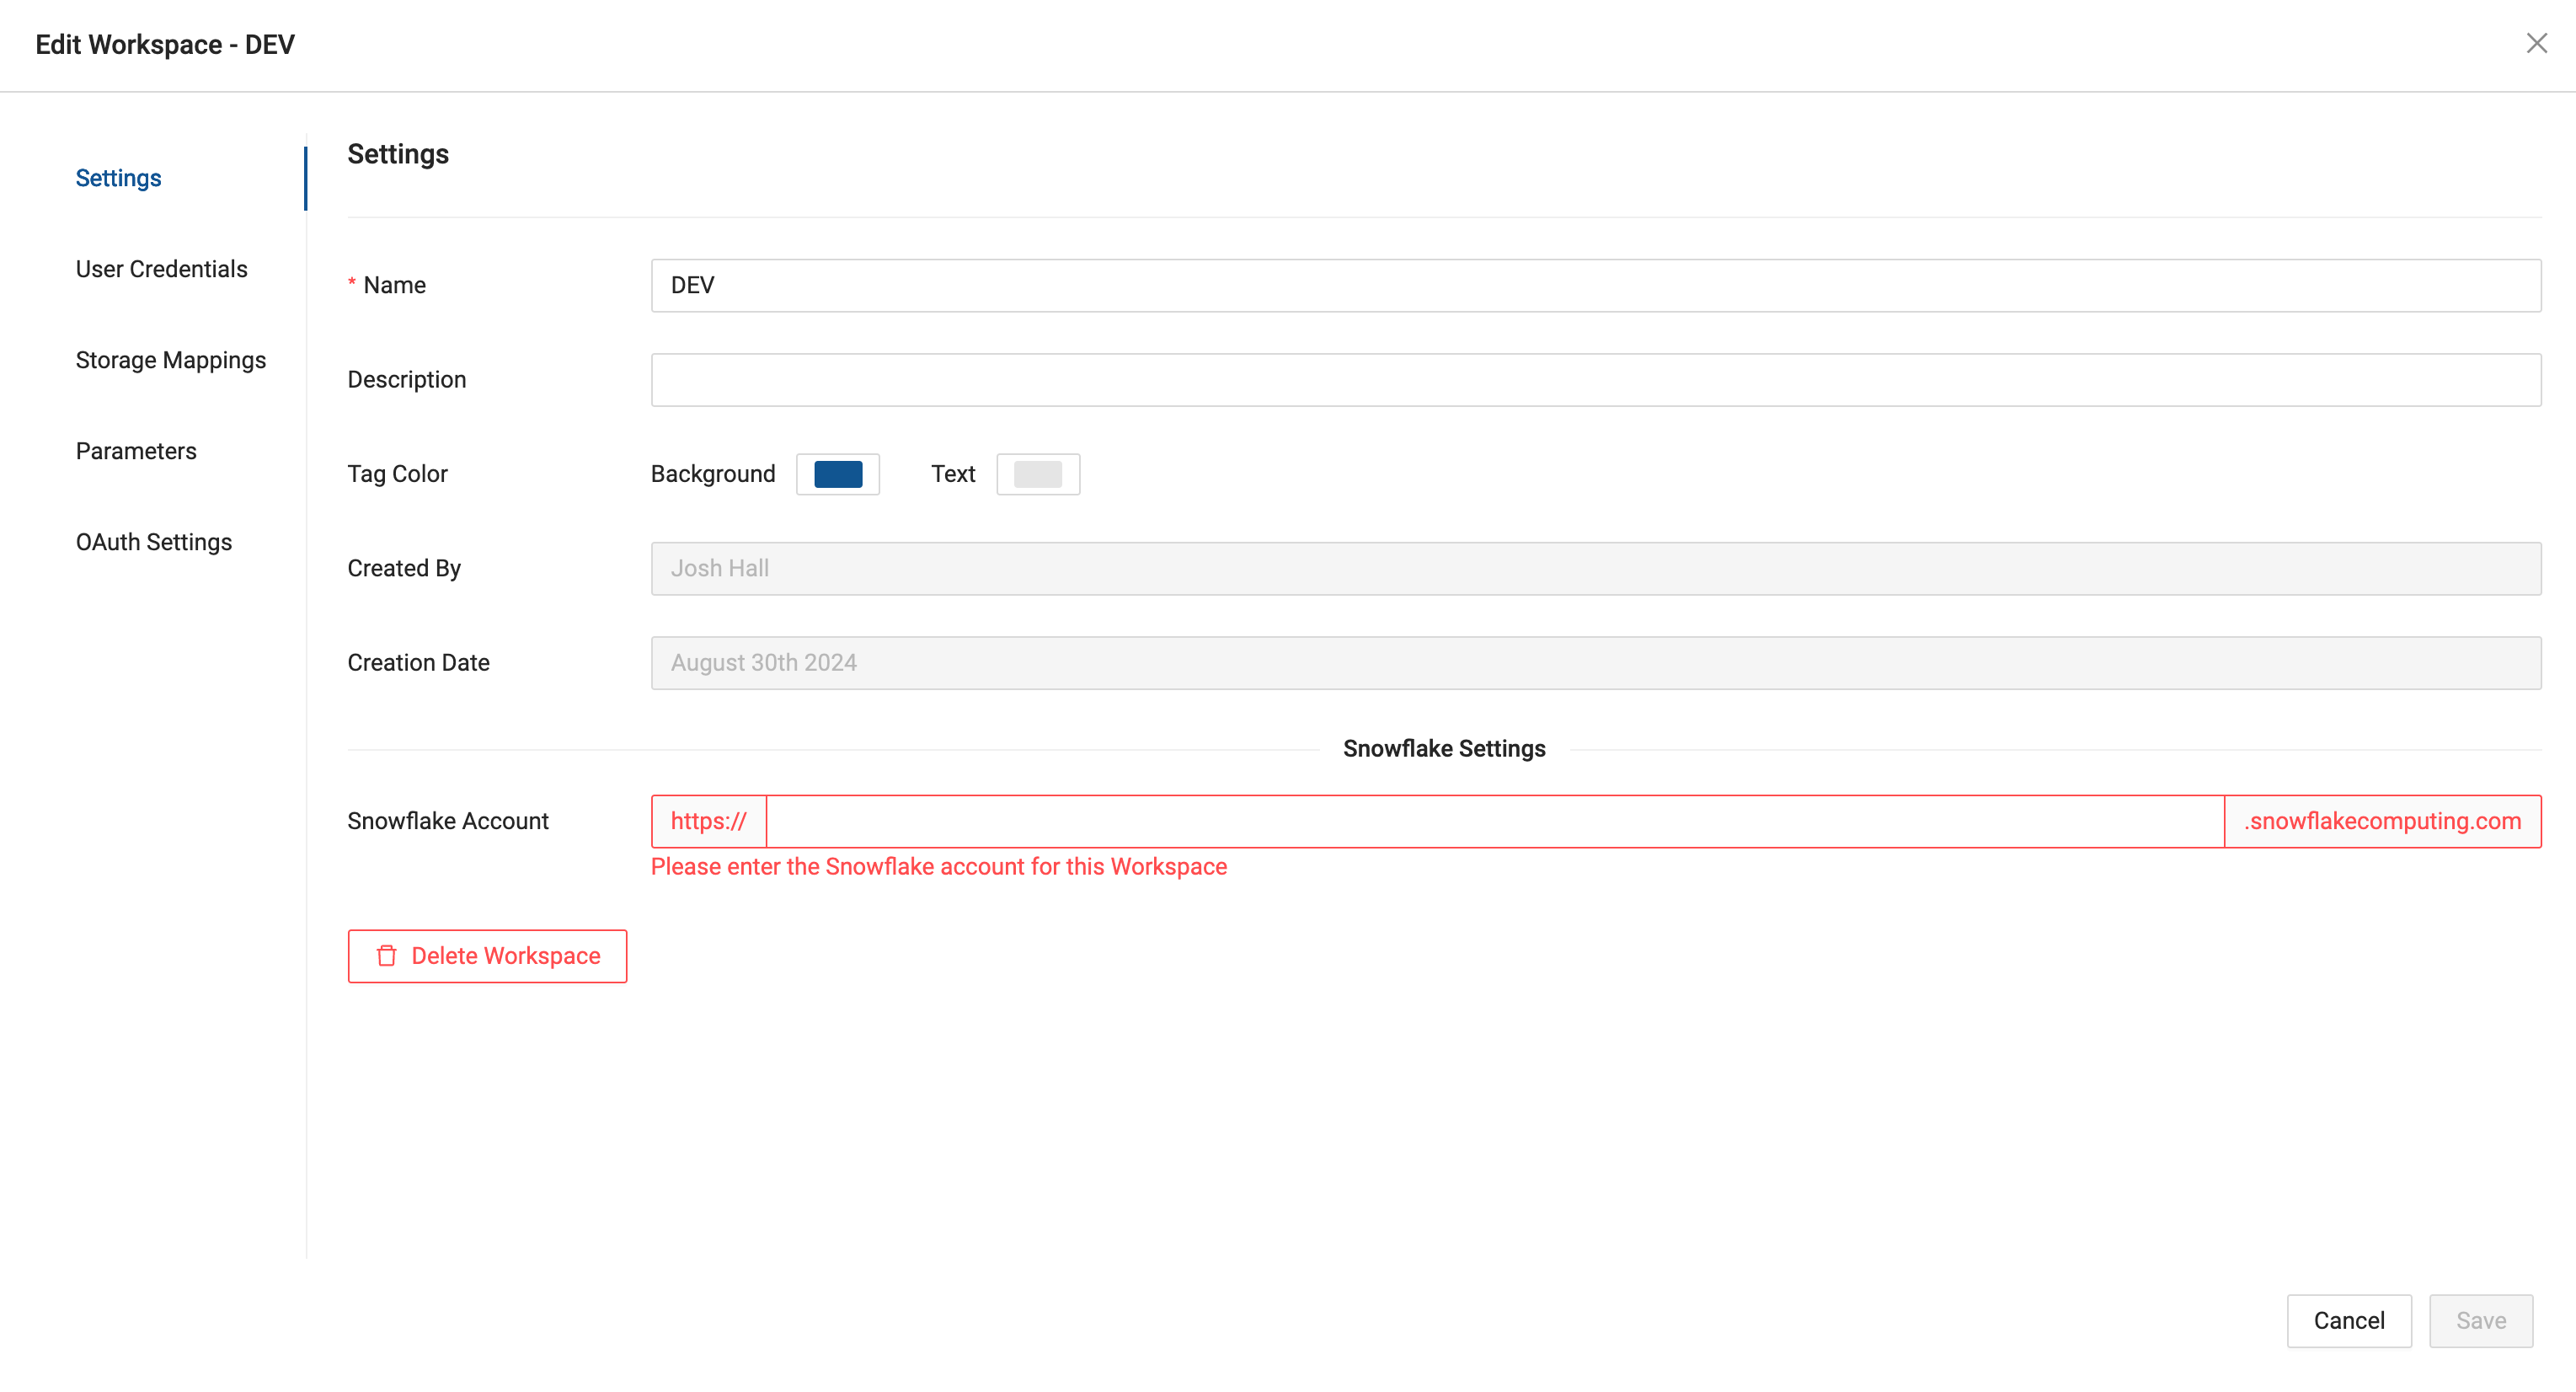 Edit Workspace - DEV
Settings
User Credentials
Storage Mappings
Parameters
OAuth Settings
Settings
* Name DEV
Description
Tag Color Background Text
Created By Josh Hall
Creation Date August 30th 2024
Snowflake Settings
Snowflake Account https:// .snowflakecomputing.com
Please enter the Snowflake account for this Workspace
Delete Workspace
Cancel Save